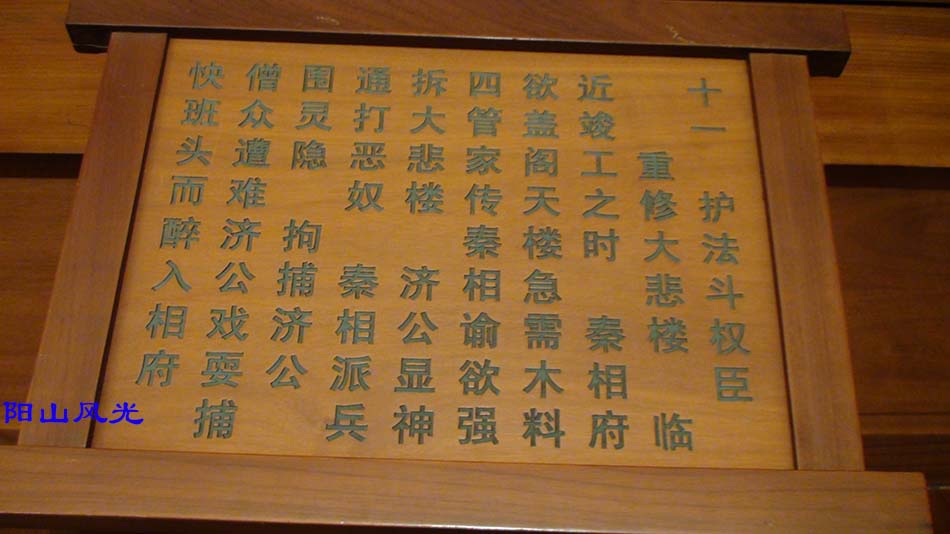 十一 护法斗权臣
重修大悲楼 临
近竣工之时 秦相府
欲盖阁天楼急需木料
四管家传秦相谕欲强
拆大悲楼 济公显神
通打恶奴 秦相派兵
围灵隐 拘捕济公
僧众遭难济公戏耍捕
快班头而醉入相府
阳山风光